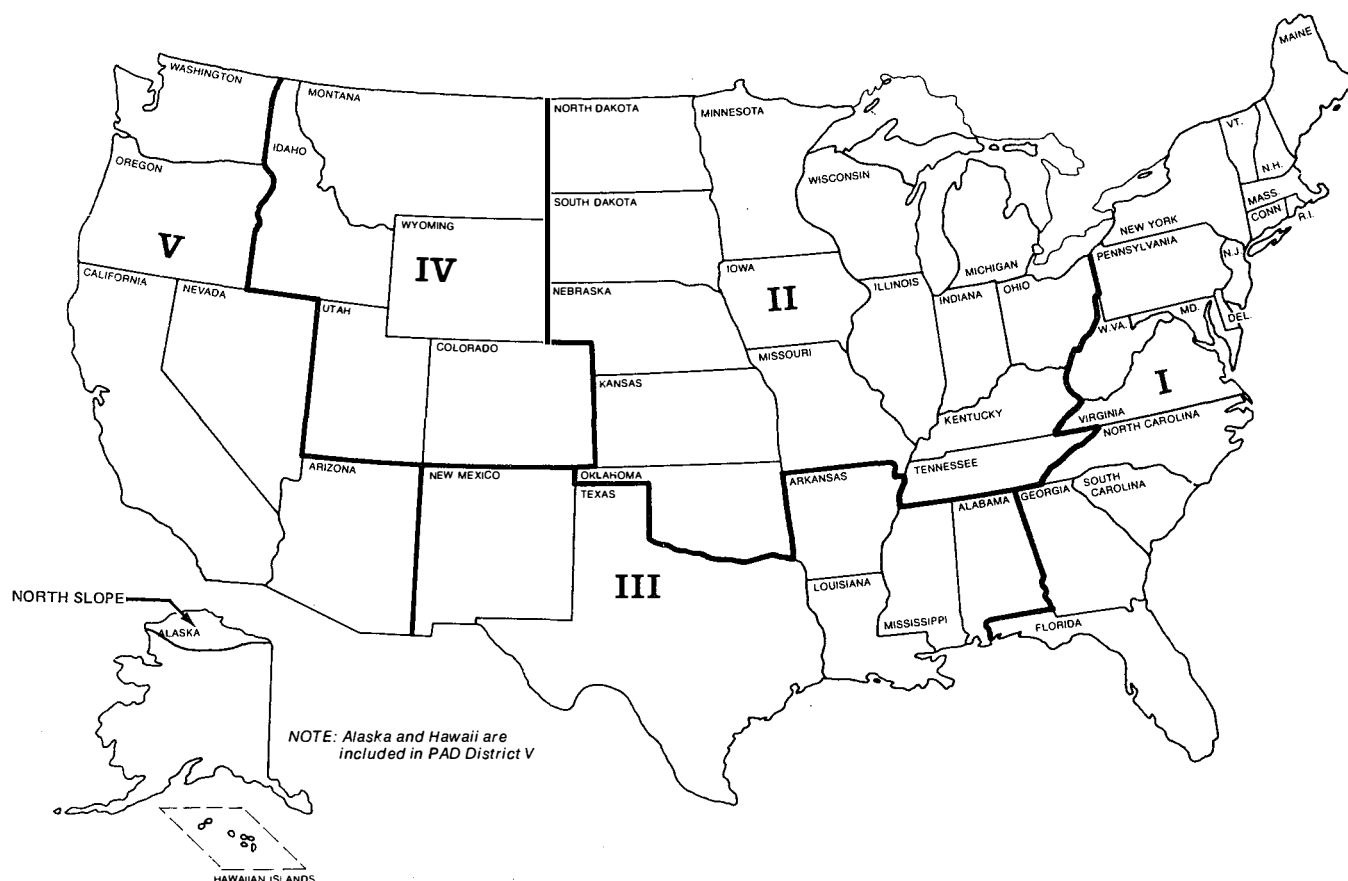 MAINE
WASHINGTON
MONTANA
NORTH DAKOTA
MINNESOTA
VT.
IDAHO
OREGON
N.H.
WISCONSIN
SOUTH DAKOTA
MASS.
CONN
R.I.
WYOMING
NEW YORK
V
PENNSYLVANIA
N.J.
IV
IOWA
MICHIGAN
CALIFORNIA
NEVADA
NEBRASKA
II
ILLINOIS
INDIANA
OHIO
UTAH
MD.
DEL.
W.VA.
COLORADO
MISSOURI
KANSAS
I
KENTUCKY
VIRGINIA
NORTH CAROLINA
ARIZONA
NEW MEXICO
OKLAHOMA
TENNESSEE
ARKANSAS
SOUTH
CAROLINA
TEXAS
ALABAMA
GEORGIA
III
LOUISIANA
NORTH SLOPE
MISSISSIPPI
FLORIDA
ALASKA
NOTE: Alaska and Hawaii are
included in PAD District V
HAWAIIAN ISLANDS